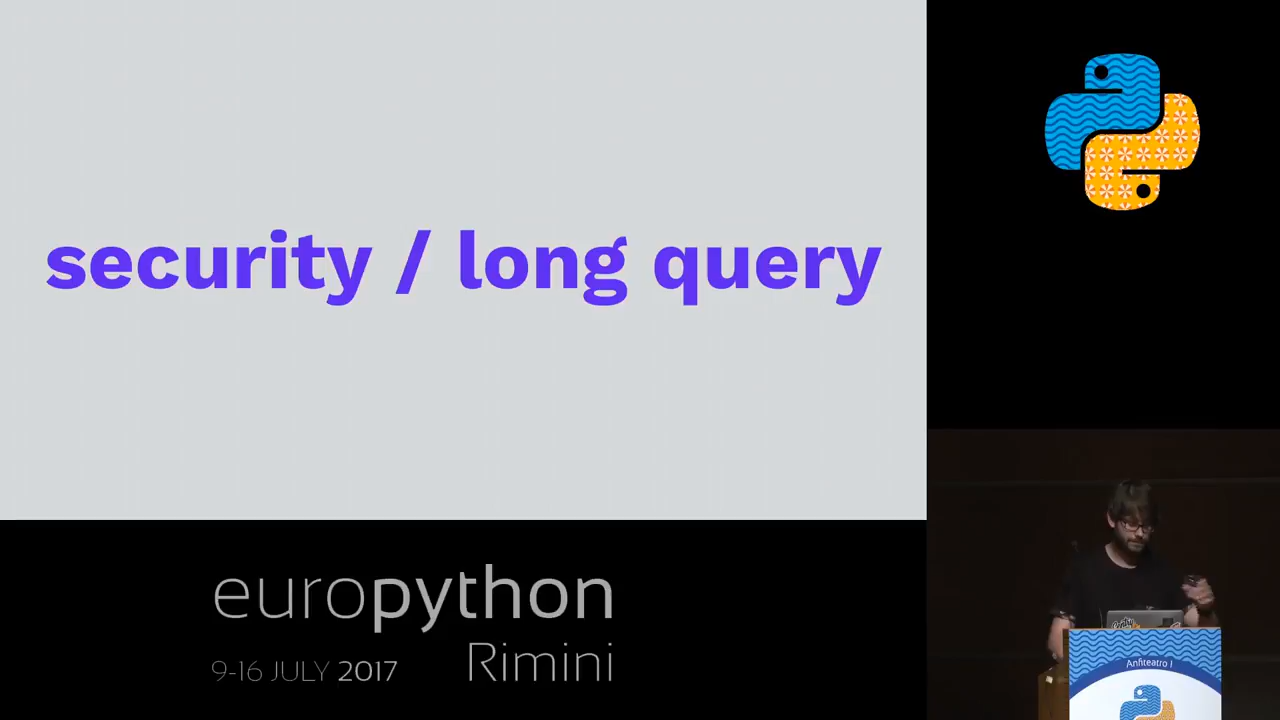 security / long query
europython
9-16 JULY 2017
Rimini
Anfiteatro !